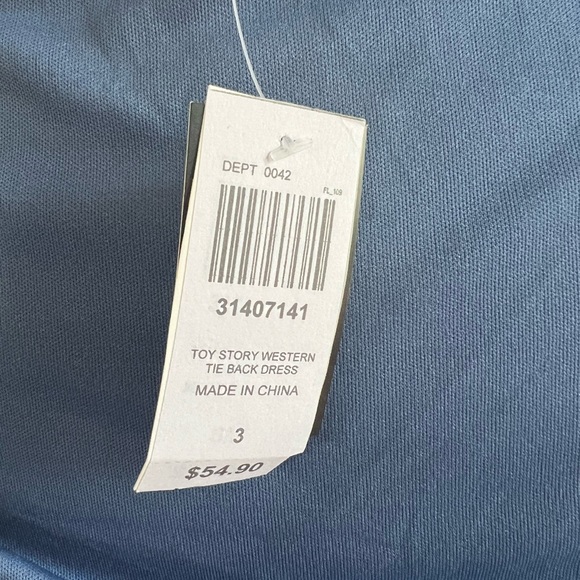 DEPT 0042
FL_109
31407141
TOY STORY WESTERN
TIE BACK DRESS
MADE IN CHINA
3
$54.90